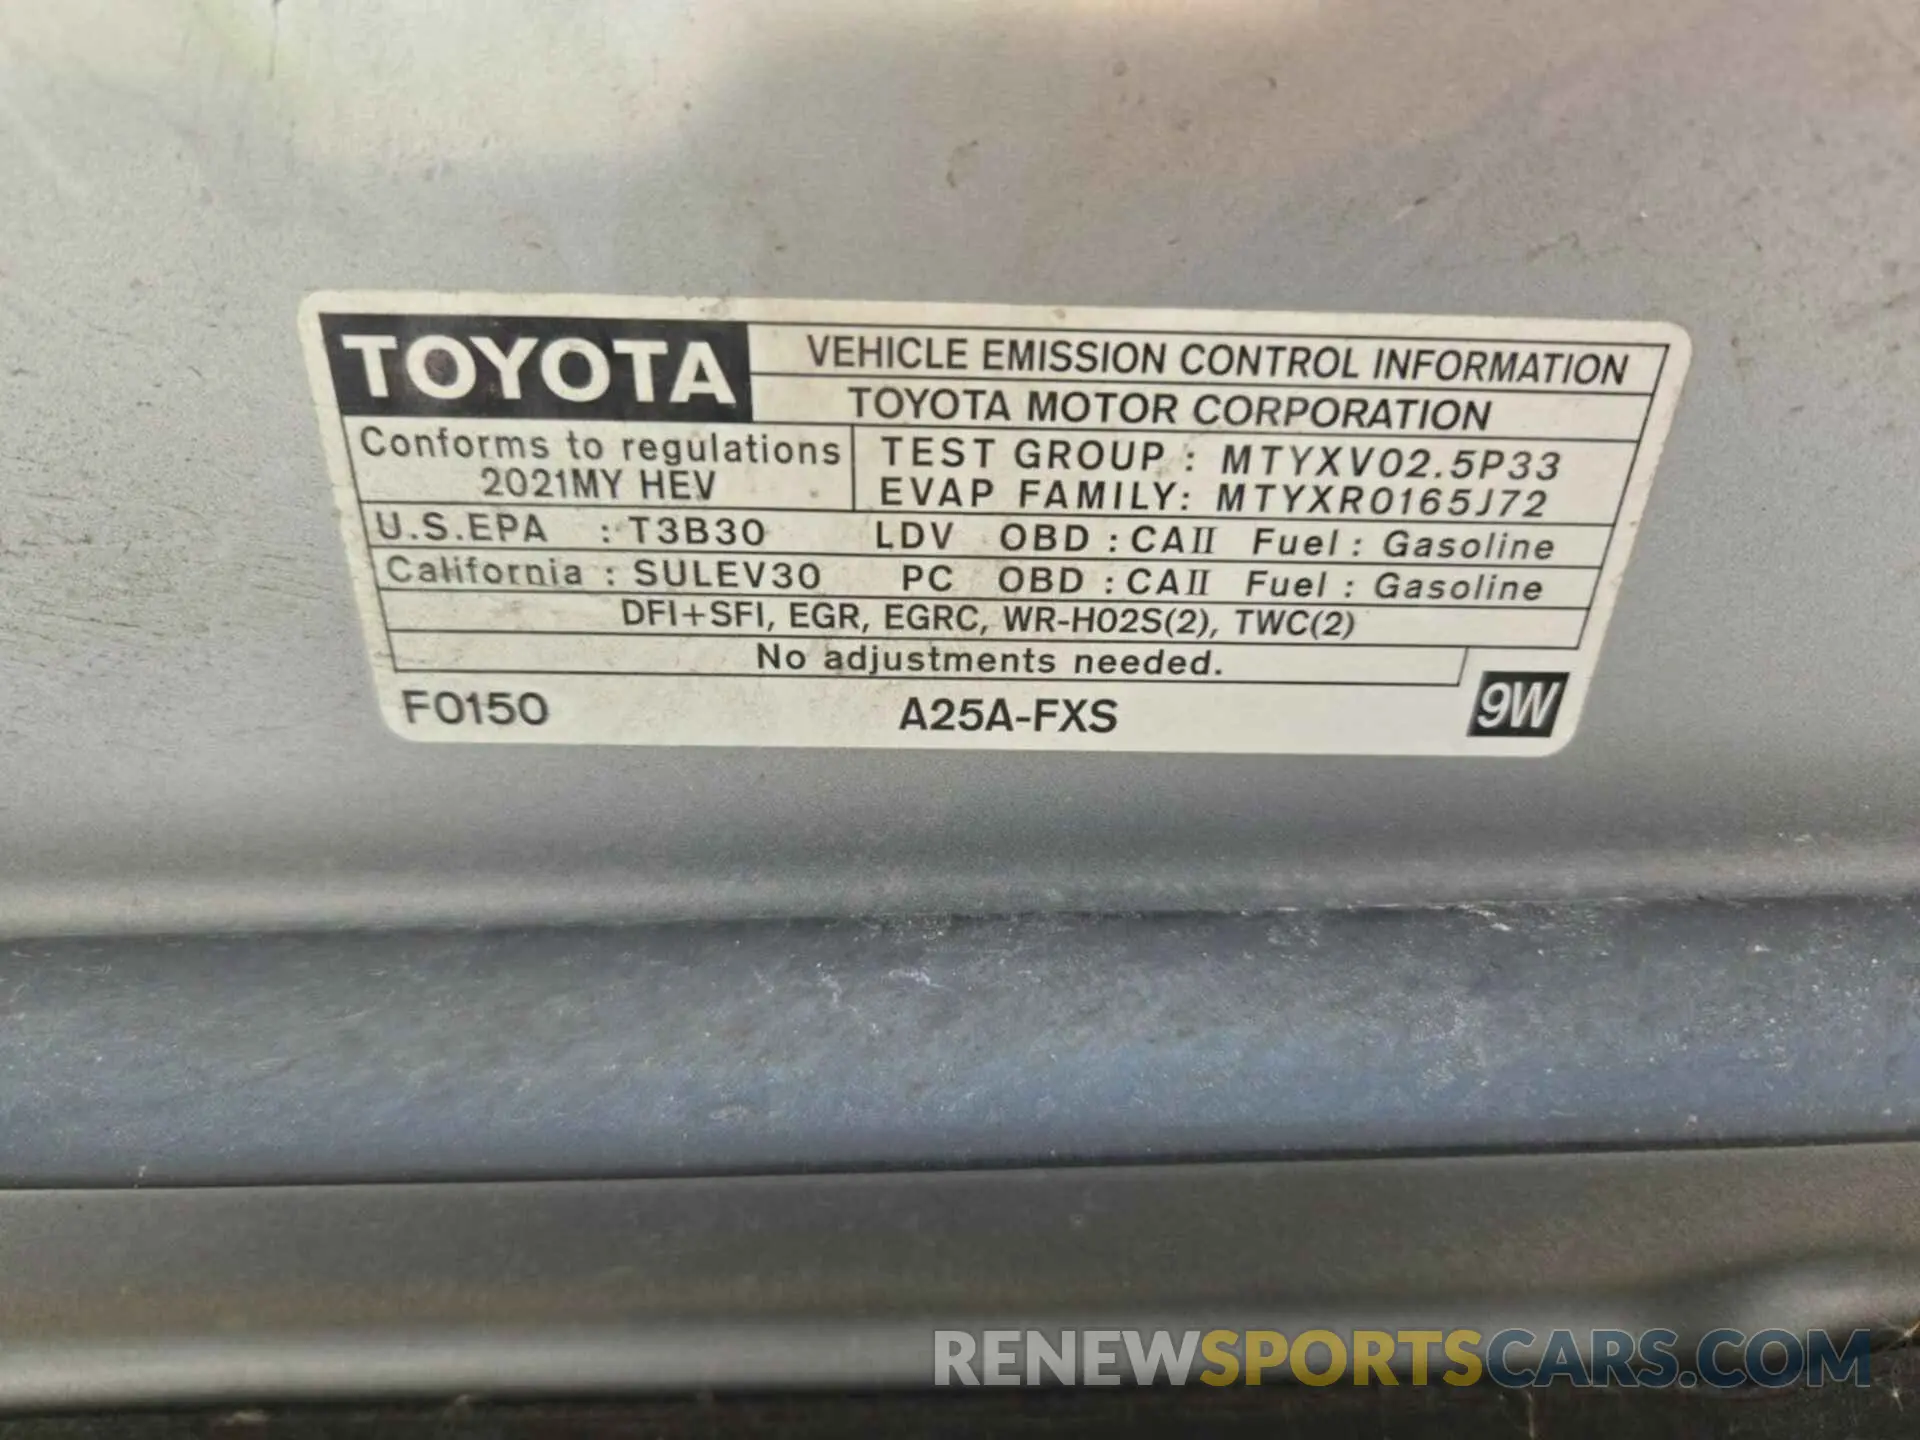 TOYOTA VEHICLE EMISSION CONTROL INFORMATION
TOYOTA MOTOR CORPORATION
Conforms to regulations
2021MY HEV
TEST GROUP : MTYXV02.5P33
EVAP FAMILY: MTYXR0165J72
U.S.EPA : T3B30 LDV OBD : CAII Fuel : Gasoline
California : SULEV30 PC OBD : CAII Fuel : Gasoline
DFI+SFI, EGR, EGRC, WR-HO2S(2), TWC(2)
No adjustments needed.
F0150 A25A-FXS 9W
RENEWSPORTSCARS.COM